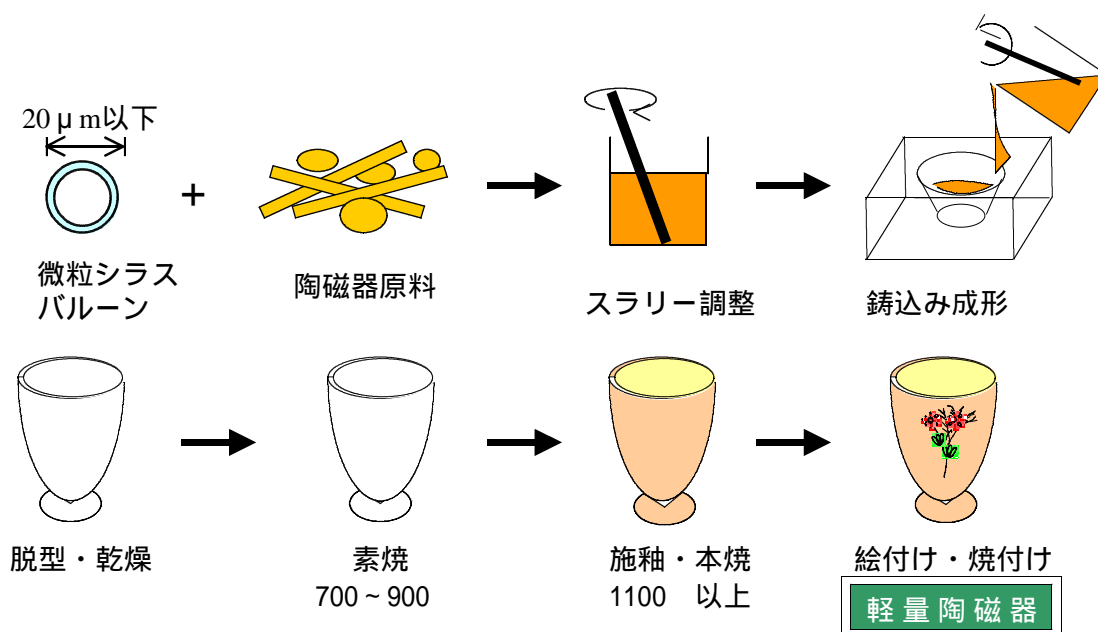 20μm以下
+
微粒シラス
バルーン
陶磁器原料
スラリー調整
鋳込み成形
脱型・乾燥
素焼
700~900
施釉・本焼
1100 以上
絵付け・焼付け
軽量陶磁器